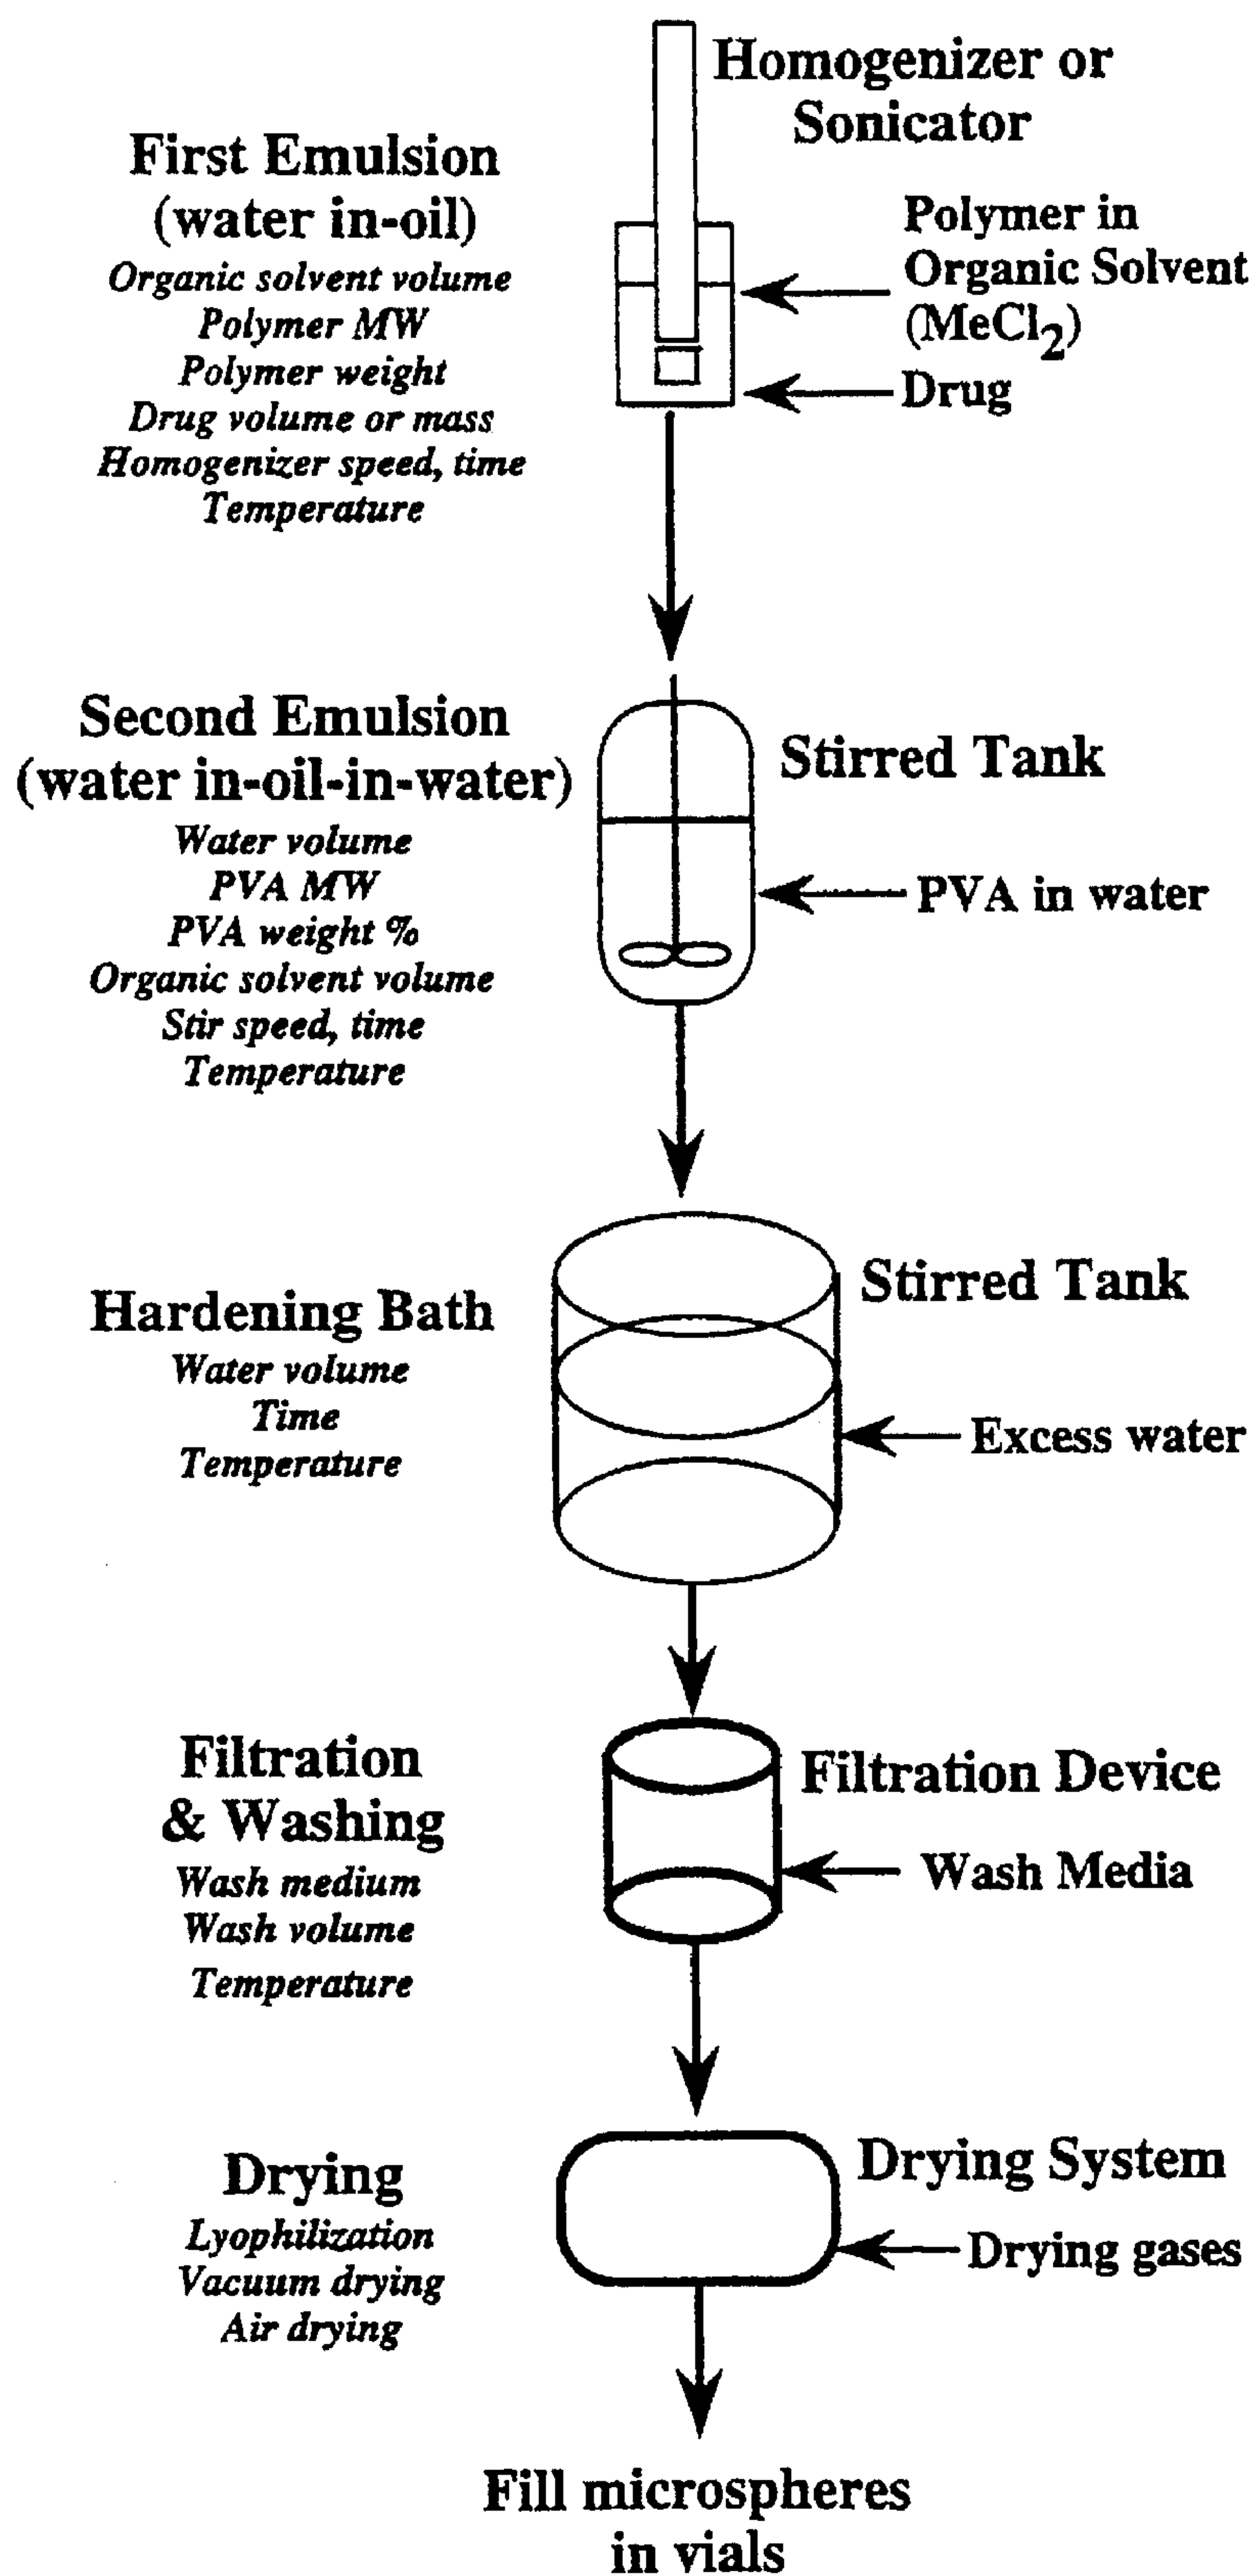 Homogenizer or
Sonicator
First Emulsion
(water in-oil)
Organic solvent volume
Polymer MW
Polymer weight
Drug volume or mass
Homogenizer speed, time
Temperature
Polymer in
Organic Solvent
(MeCl2)
Drug
Second Emulsion
(water in-oil-in-water)
Water volume
PVA MW
PVA weight %
Organic solvent volume
Stir speed, time
Temperature
Stirred Tank
PVA in water
Hardening Bath
Water volume
Time
Temperature
Stirred Tank
Excess water
Filtration
& Washing
Wash medium
Wash volume
Temperature
Filtration Device
Wash Media
Drying
Lyophilization
Vacuum drying
Air drying
Drying System
Drying gases
Fill microspheres
in vials